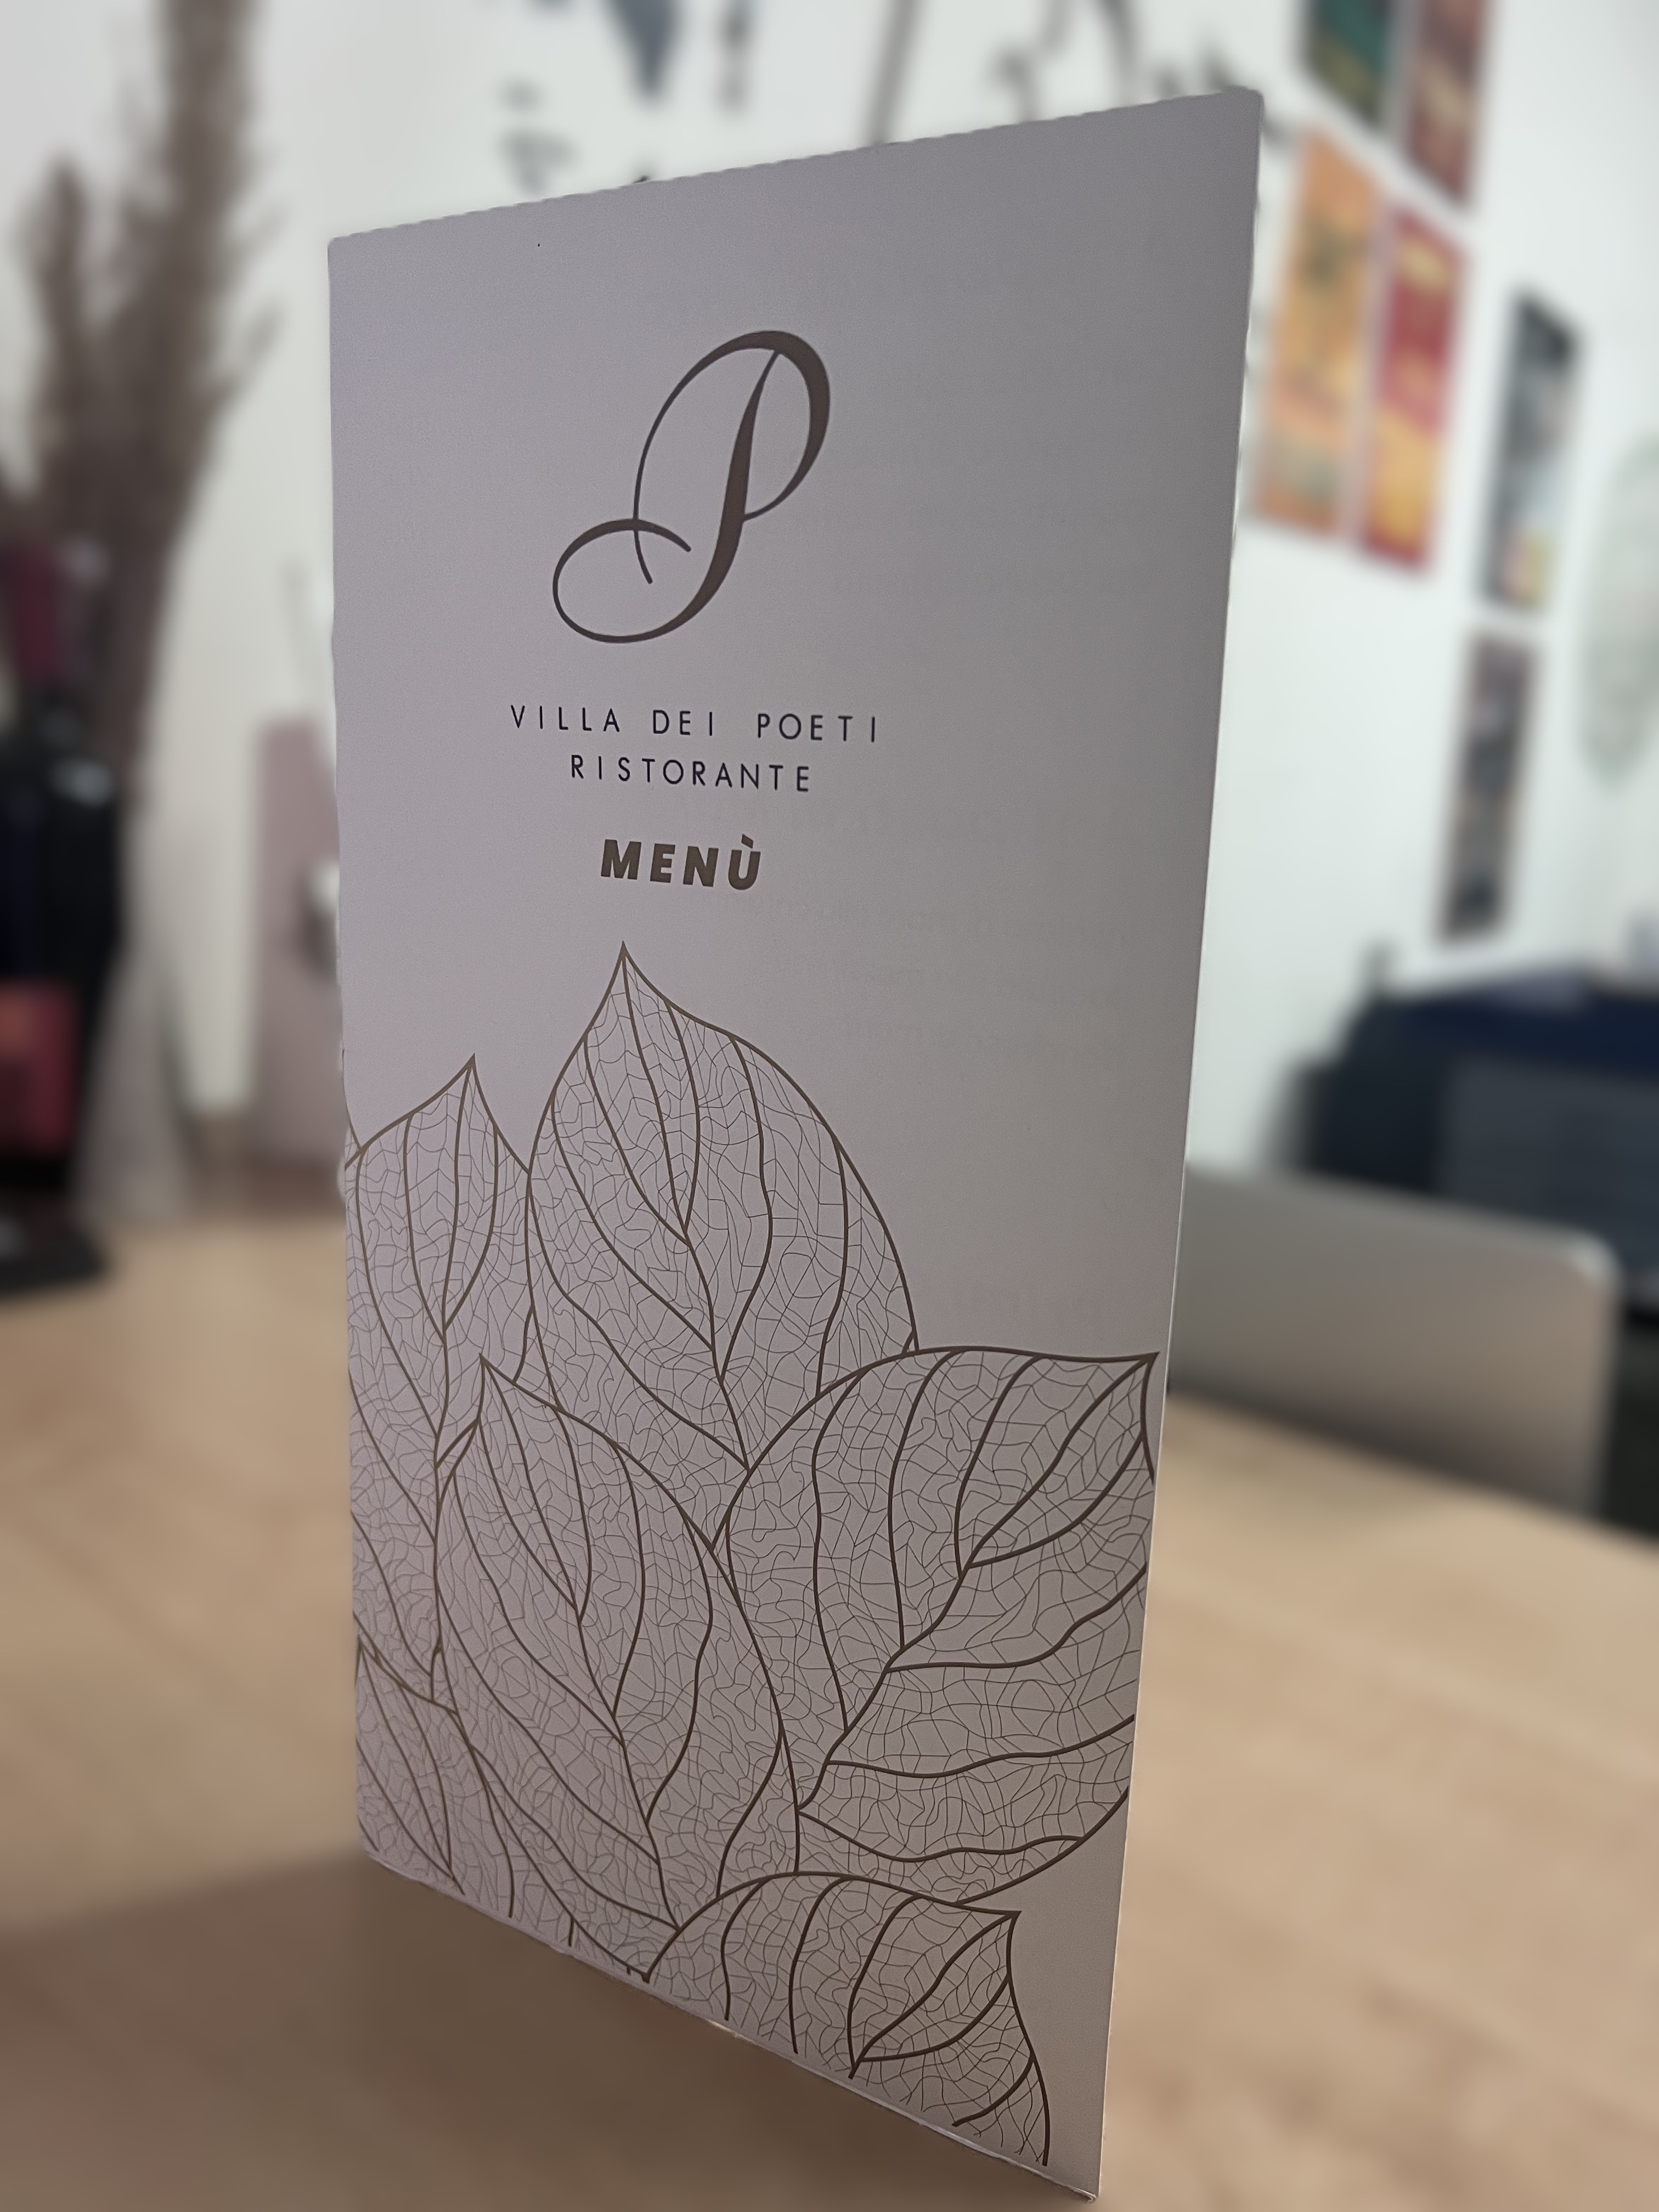 P
VILLA DEI POETI
RISTORANTE
MENÙ